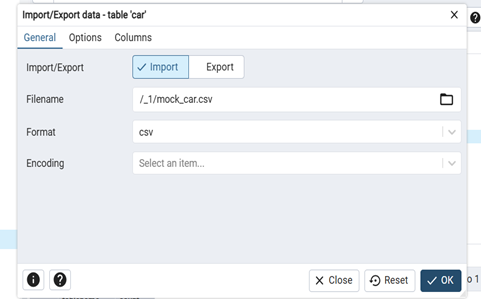 Import/Export data - table 'car'
General Options Columns
Import/Export Import Export
Filename /_1/mock_car.csv
Format csv
Encoding Select an item...
Close Reset OK
o 1